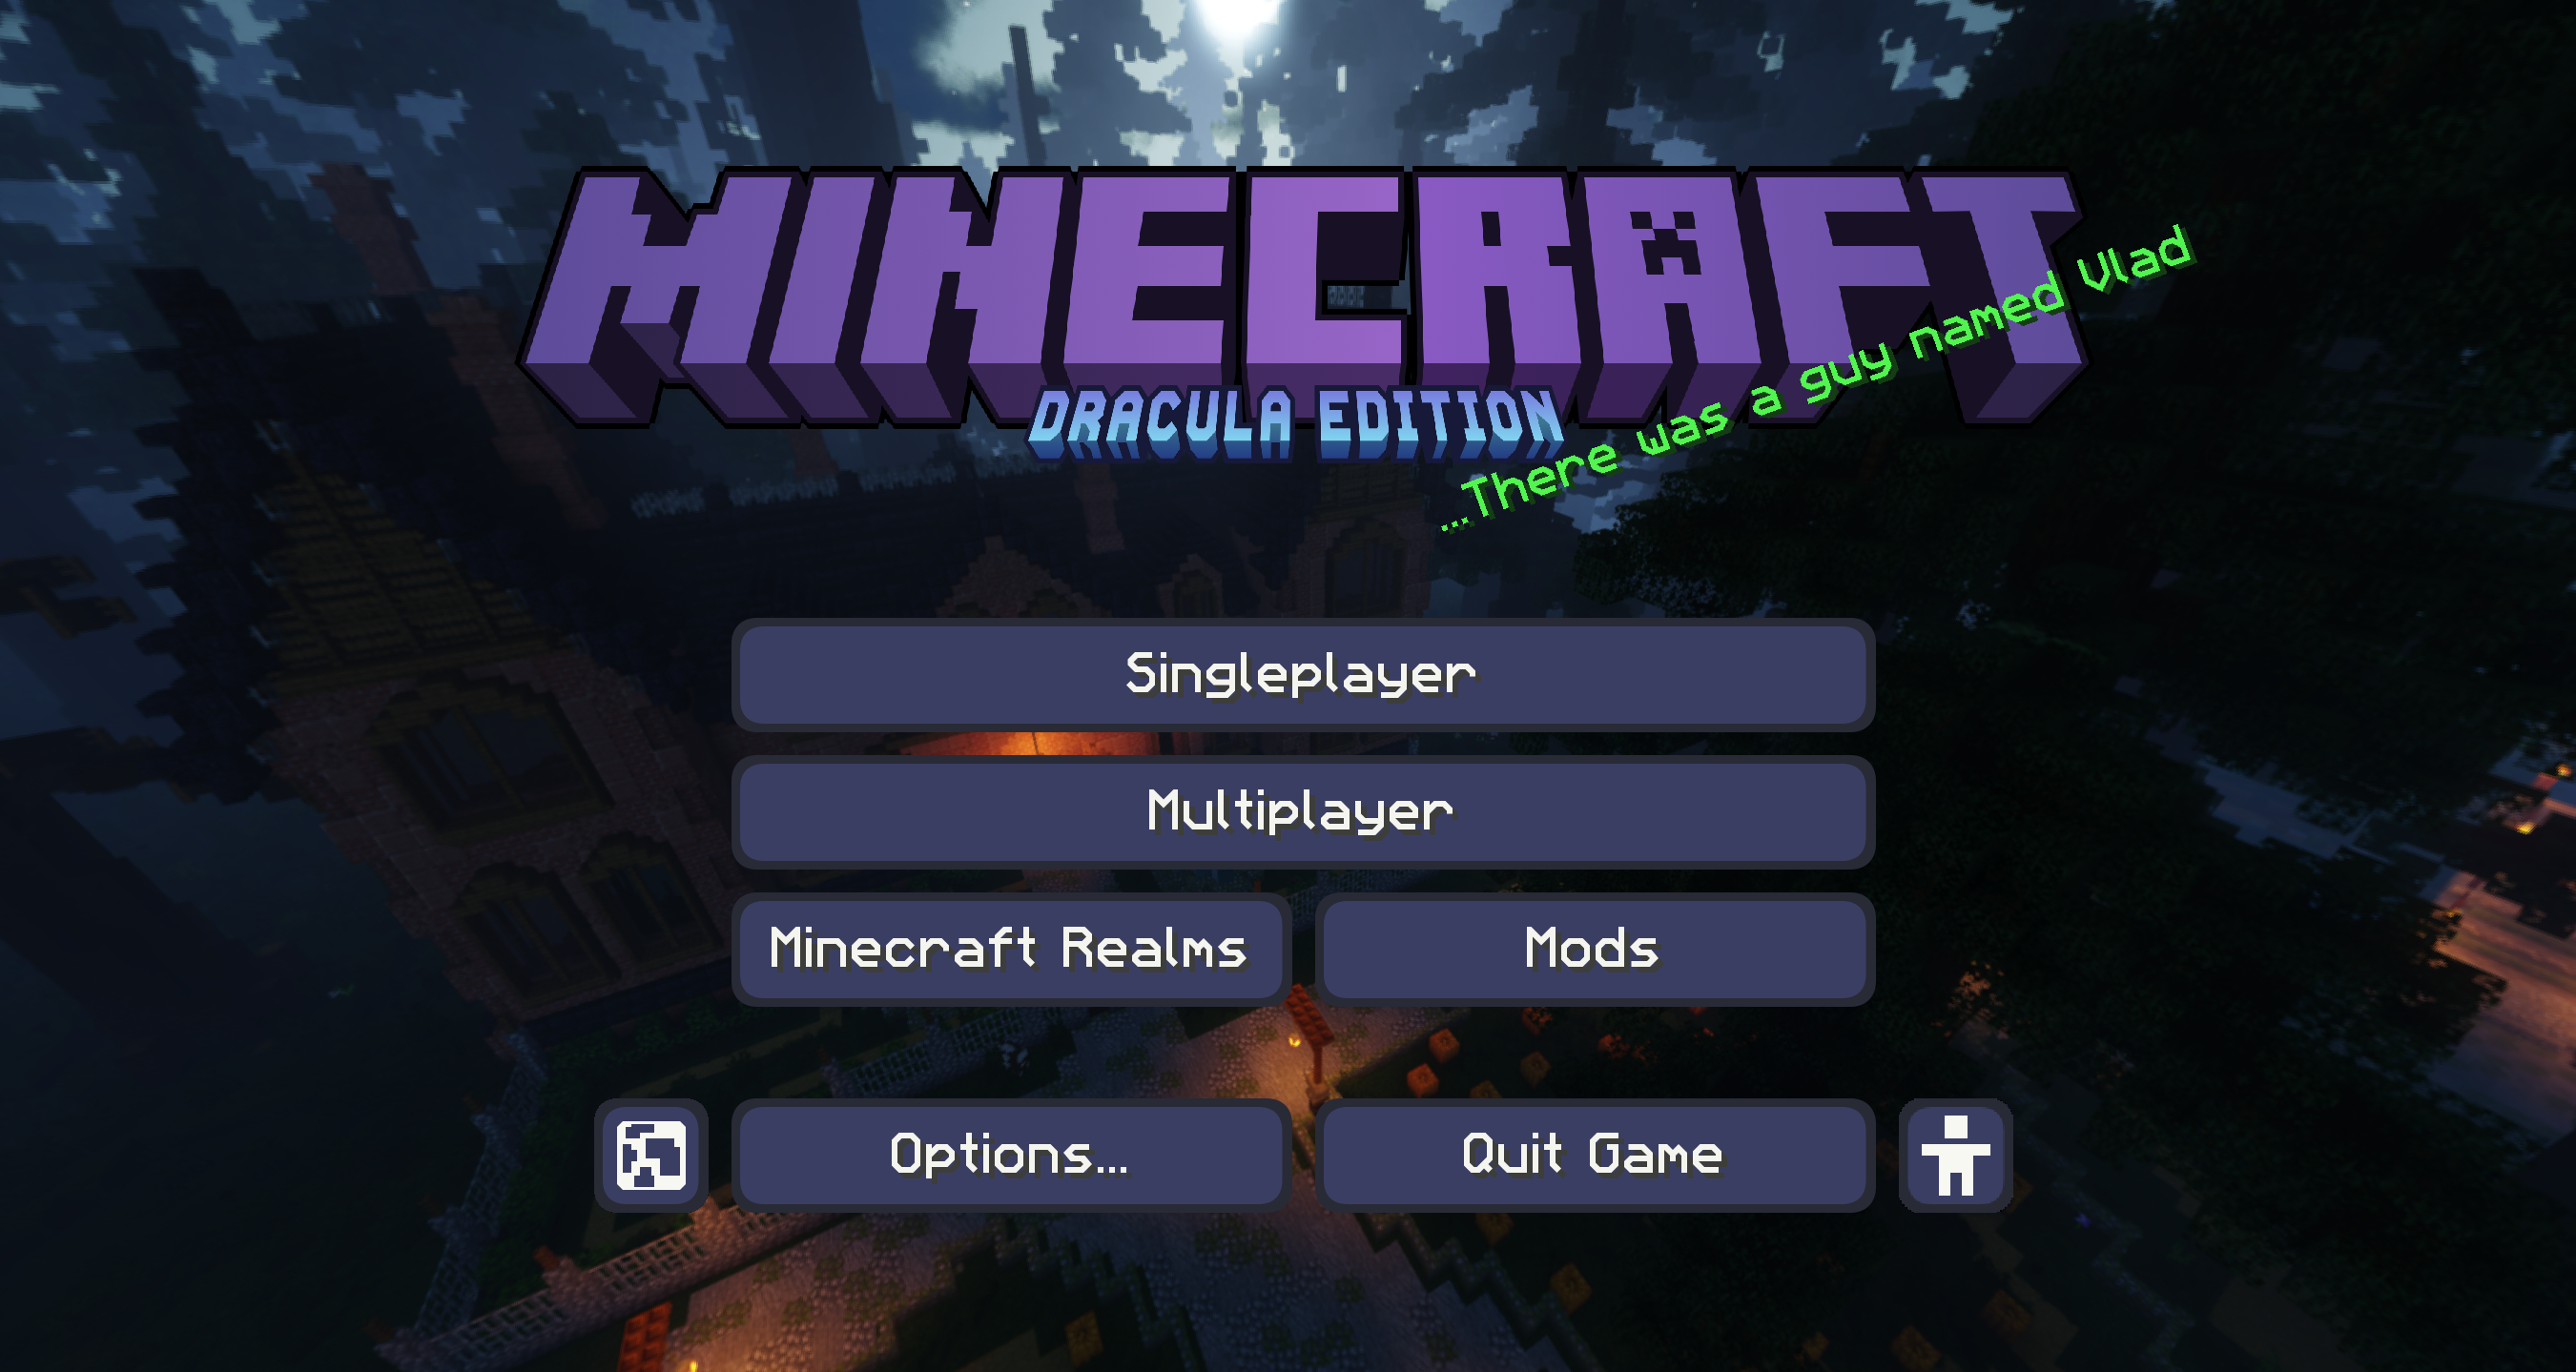 MINECRAFT
DRACULA EDITION
...There was a guy named Vlad
Singleplayer
Multiplayer
Minecraft Realms
Mods
Options...
Quit Game